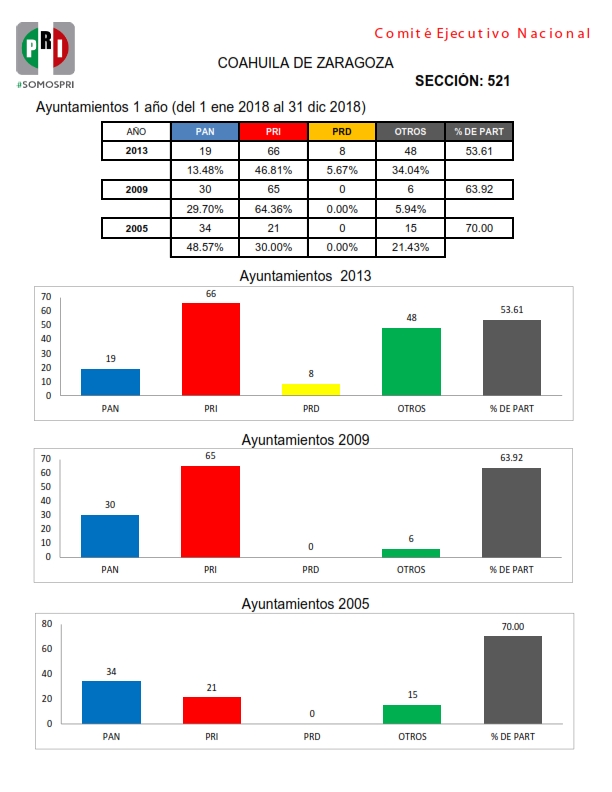 Comité Ejecutivo Nacional
PRI
#SOMOSPRI
COAHUILA DE ZARAGOZA
SECCIÓN: 521
Ayuntamientos 1 año (del 1 ene 2018 al 31 dic 2018)
AÑO PAN PRI PRD OTROS % DE PART
2013 19 66 8 48 53.61
13.48% 46.81% 5.67% 34.04%
2009 30 65 0 6 63.92
29.70% 64.36% 0.00% 5.94%
2005 34 21 0 15 70.00
48.57% 30.00% 0.00% 21.43%
Ayuntamientos 2013
70
60
50
40
30
20
10
0
19 66 8 48 53.61
PAN PRI PRD OTROS % DE PART
Ayuntamientos 2009
70
60
50
40
30
20
10
0
30 65 0 6 63.92
PAN PRI PRD OTROS % DE PART
Ayuntamientos 2005
80
60
40
20
0
34 21 0 15 70.00
PAN PRI PRD OTROS % DE PART